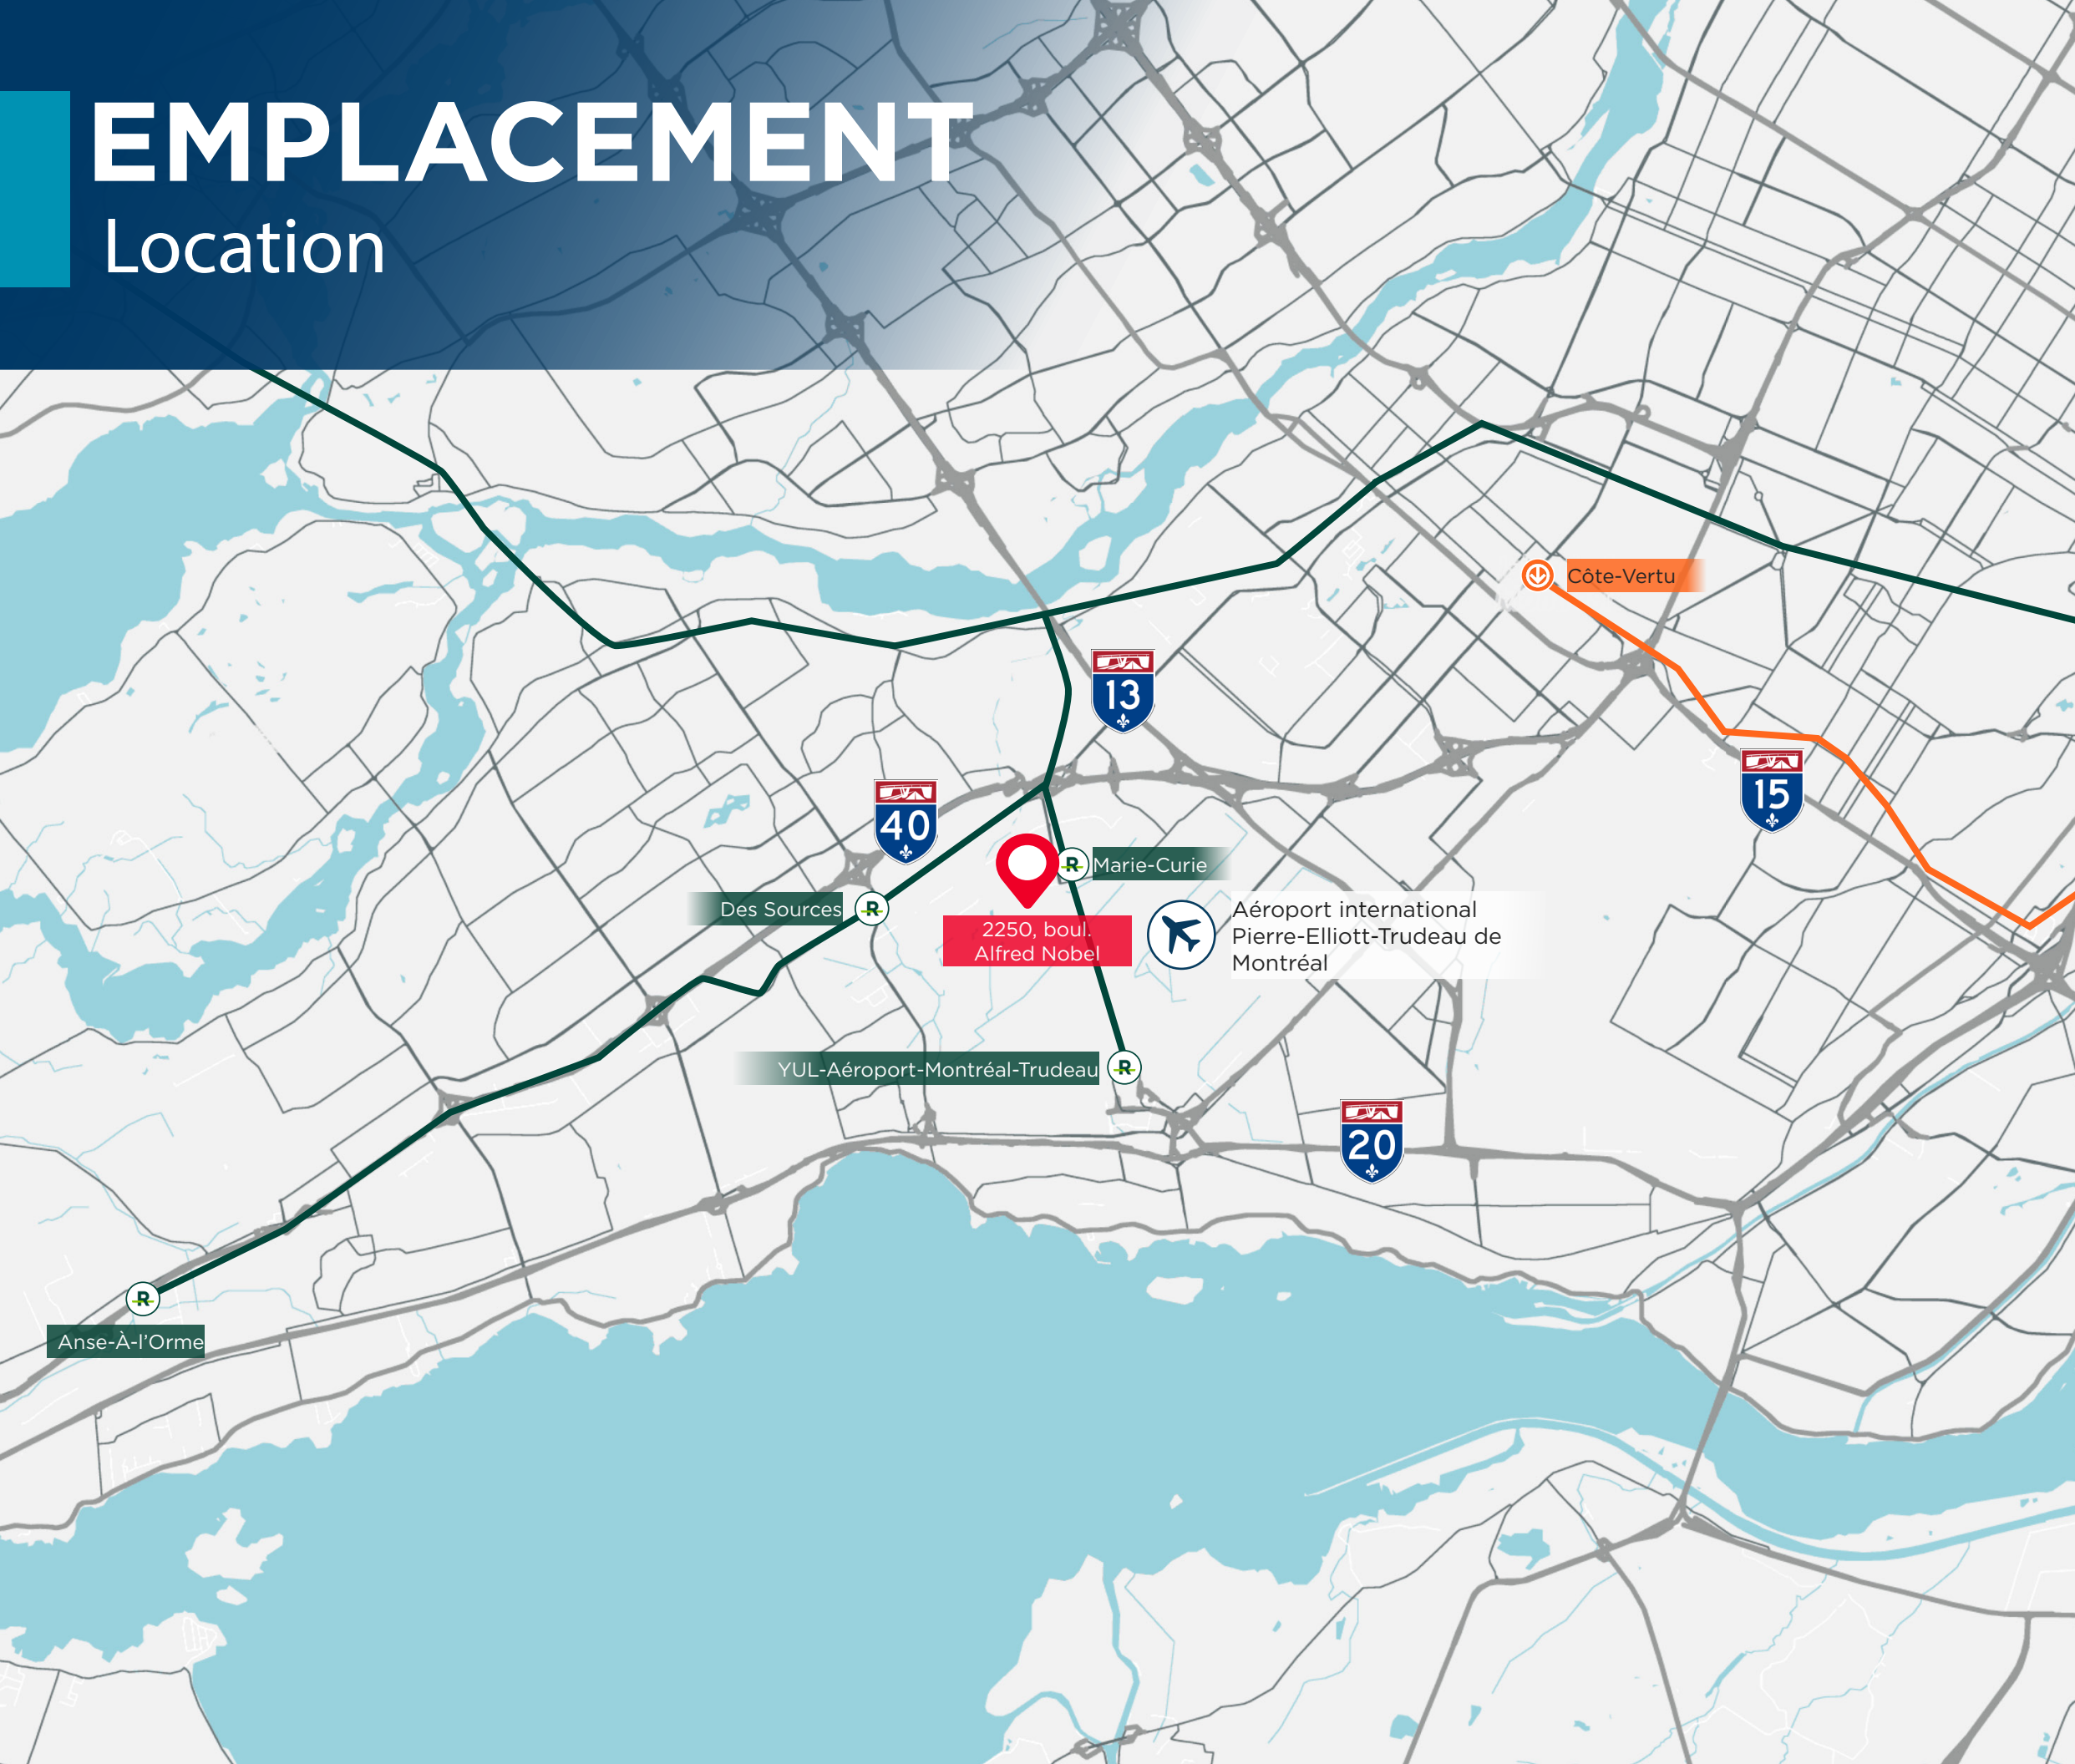 EMPLACEMENT
Location
Côte-Vertu
13
15
40
R
Marie-Curie
Des Sources
R
2250, boul.
Alfred Nobel
Aéroport international
Pierre-Elliott-Trudeau de
Montréal
YUL-Aéroport-Montréal-Trudeau
R
20
R
Anse-À-l'Orme